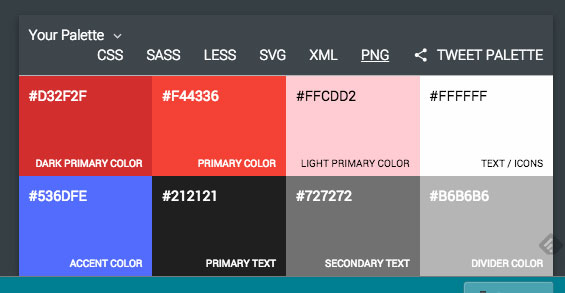 Your Palette
CSS SASS LESS SVG XML PNG TWEET PALETTE
#D32F2F #F44336 #FFCDD2 #FFFFFF
DARK PRIMARY COLOR PRIMARY COLOR LIGHT PRIMARY COLOR TEXT / ICONS
#536DFE #212121 #727272 #B6B6B6
ACCENT COLOR PRIMARY TEXT SECONDARY TEXT DIVIDER COLOR